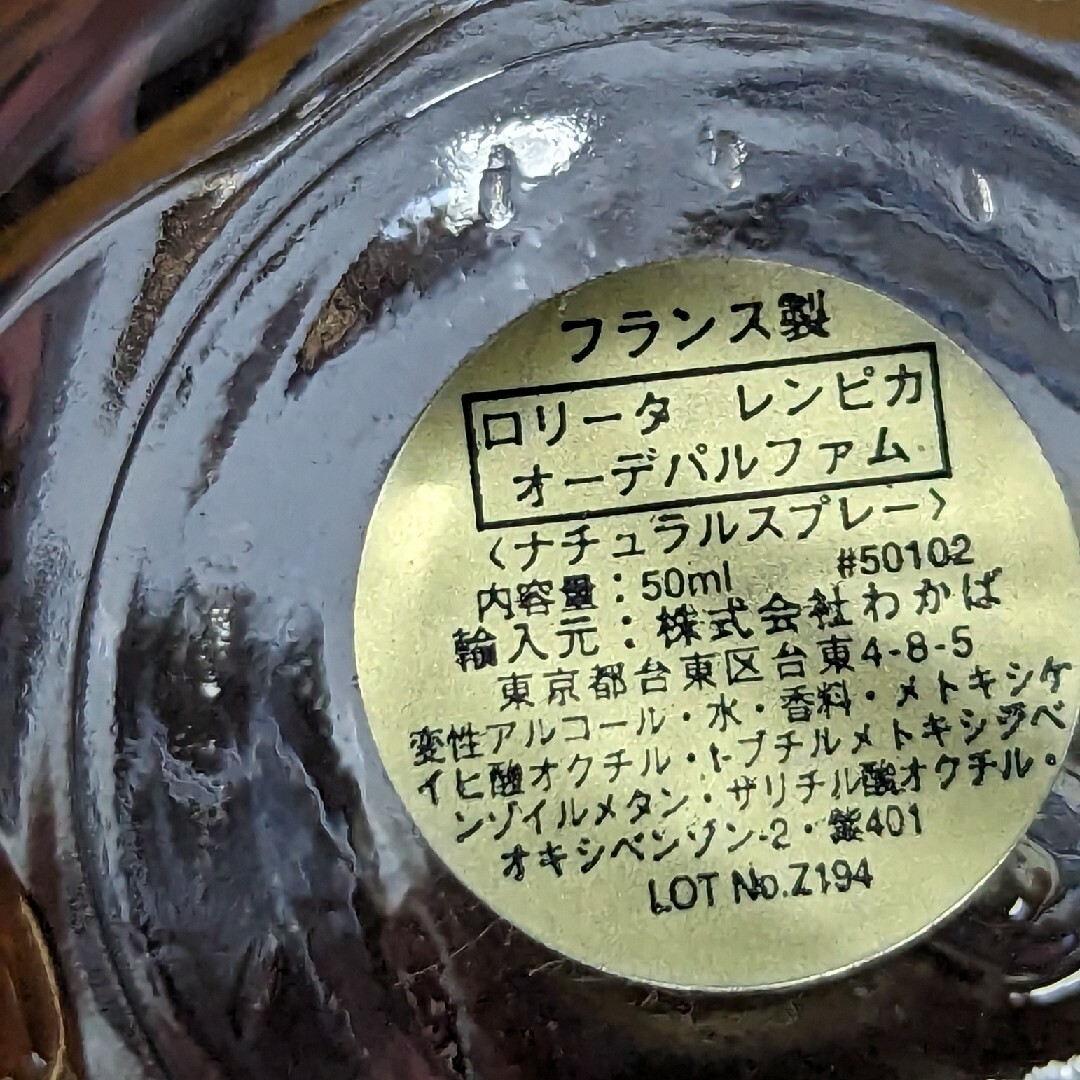 フランス製
ロリータ　レンピカ
オーデパルファム
〈ナチュラルスプレー〉
内容量：50ml　#50102
輸入元：株式会社わかば
東京都台東区台東4-8-5
変性アルコール・水・香料・メトキシケ
イヒ酸オクチル・t-ブチルメトキシジベ
ンゾイルメタン・サリチル酸オクチル・
オキシベンゾン-2・紫401
LOT No.Z194